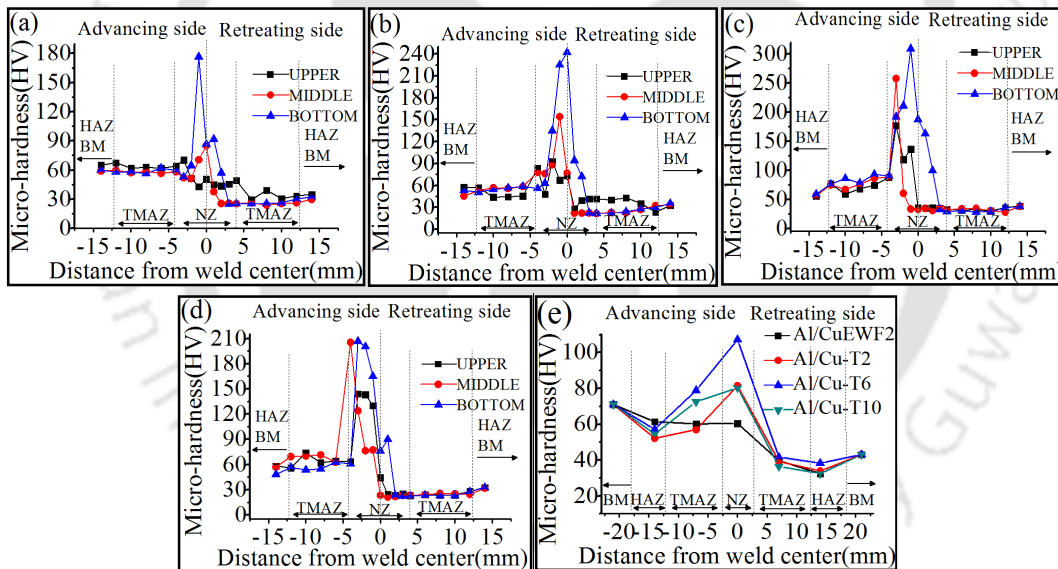 (a)
Advancing side
Retreating side
Micro-hardness(HV)
180
150
120
90
60
30
0
UPPER
MIDDLE
BOTTOM
HAZ
BM
HAZ
BM
TMAZ
NZ
TMAZ
-15 -10 -5 0 5 10 15
Distance from weld center(mm)
(b)
Advancing side
Retreating side
Micro-hardness(HV)
240
210
180
150
120
90
60
30
0
UPPER
MIDDLE
BOTTOM
HAZ
BM
HAZ
BM
TMAZ
NZ
TMAZ
-15 -10 -5 0 5 10 15
Distance from weld center(mm)
(c)
Advancing side
Retreating side
Micro-hardness(HV)
300
250
200
150
100
50
0
UPPER
MIDDLE
BOTTOM
HAZ
BM
HAZ
BM
TMAZ
NZ
TMAZ
-15 -10 -5 0 5 10 15
Distance from weld center(mm)
(d)
Advancing side
Retreating side
Micro-hardness(HV)
210
180
150
120
90
60
30
0
UPPER
MIDDLE
BOTTOM
HAZ
BM
HAZ
BM
TMAZ
NZ
TMAZ
-15 -10 -5 0 5 10 15
Distance from weld center(mm)
(e)
Advancing side
Retreating side
Micro-hardness(HV)
100
80
60
40
20
Al/CuEWF2
Al/Cu-T2
Al/Cu-T6
Al/Cu-T10
BM
HAZ
TMAZ
NZ
TMAZ
HAZ
BM
-20 -15 -10 -5 0 5 10 15 20
Distance from weld center(mm)